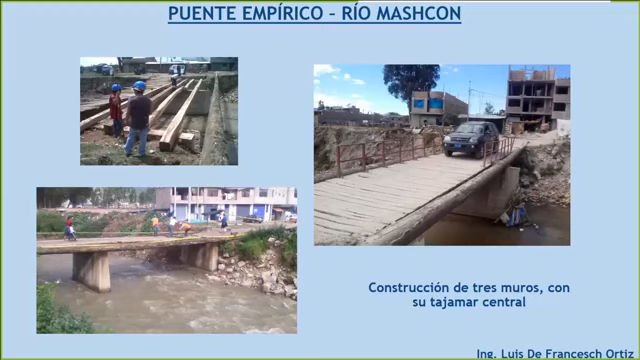 PUENTE EMPÍRICO – RÍO MASHCON
Construcción de tres muros, con
su tajamar central
Ing. Luis De Francesch Ortiz